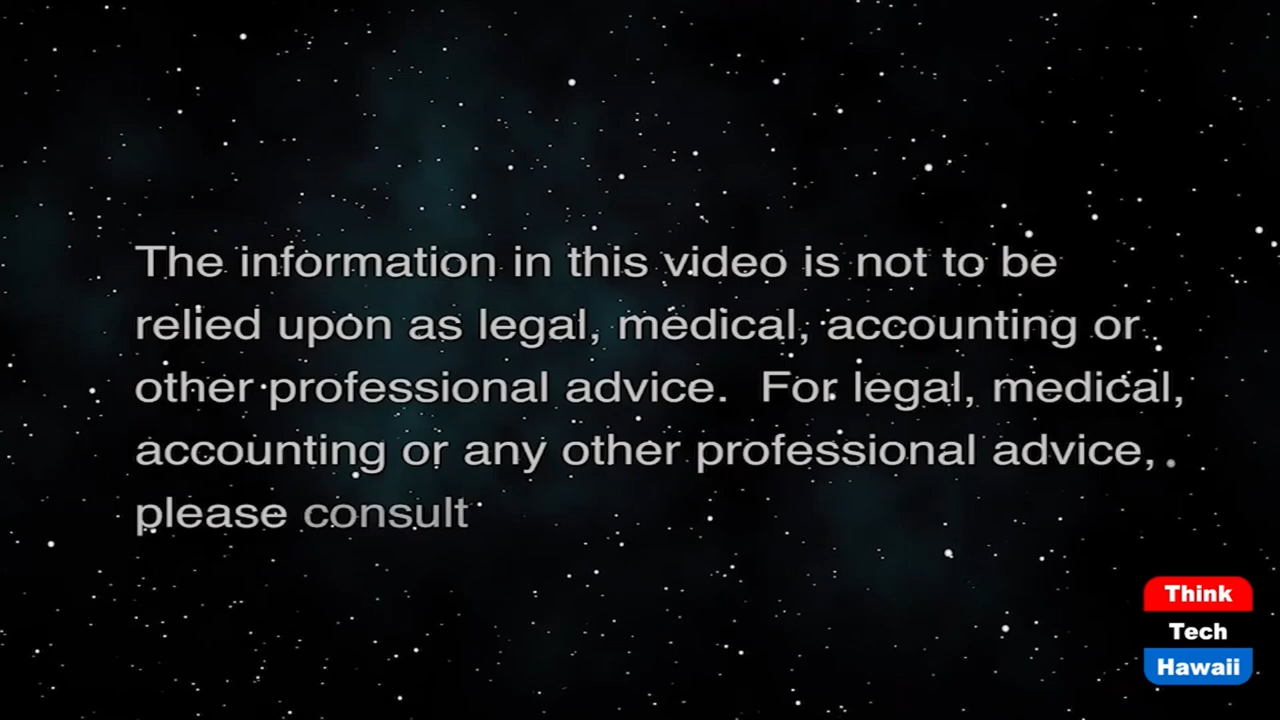 The information in this video is not to be
relied upon as legal, medical, accounting or
other professional advice.  For legal, medical,
accounting or any other professional advice,
please consult
Think
Tech
Hawaii